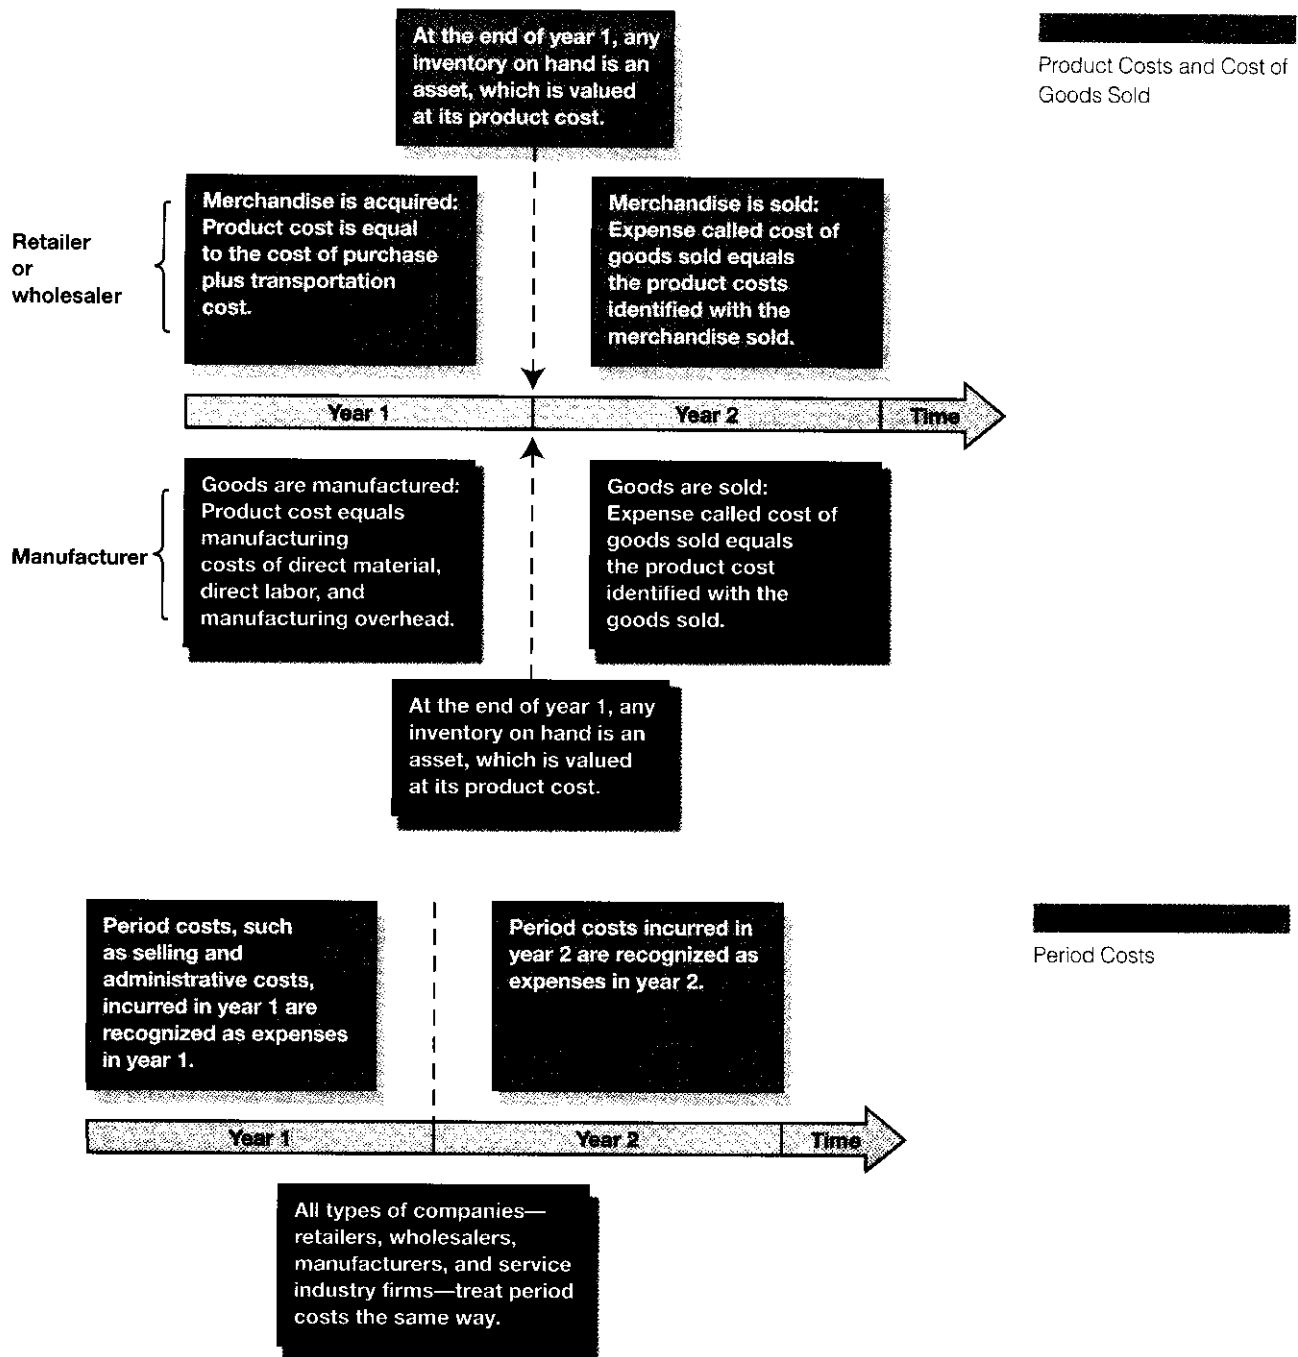 At the end of year 1, any
inventory on hand is an
asset, which is valued
at its product cost.
Product Costs and Cost of
Goods Sold
Retailer
or
wholesaler
Merchandise is acquired:
Product cost is equal
to the cost of purchase
plus transportation
cost.
Merchandise is sold:
Expense called cost of
goods sold equals
the product costs
identified with the
merchandise sold.
Year 1
Year 2
Time
Manufacturer
Goods are manufactured:
Product cost equals
manufacturing
costs of direct material,
direct labor, and
manufacturing overhead.
Goods are sold:
Expense called cost of
goods sold equals
the product cost
identified with the
goods sold.
At the end of year 1, any
inventory on hand is an
asset, which is valued
at its product cost.
Period costs, such
as selling and
administrative costs,
incurred in year 1 are
recognized as expenses
in year 1.
Period costs incurred in
year 2 are recognized as
expenses in year 2.
Period Costs
Year 1
Year 2
Time
All types of companies—
retailers, wholesalers,
manufacturers, and service
industry firms—treat period
costs the same way.